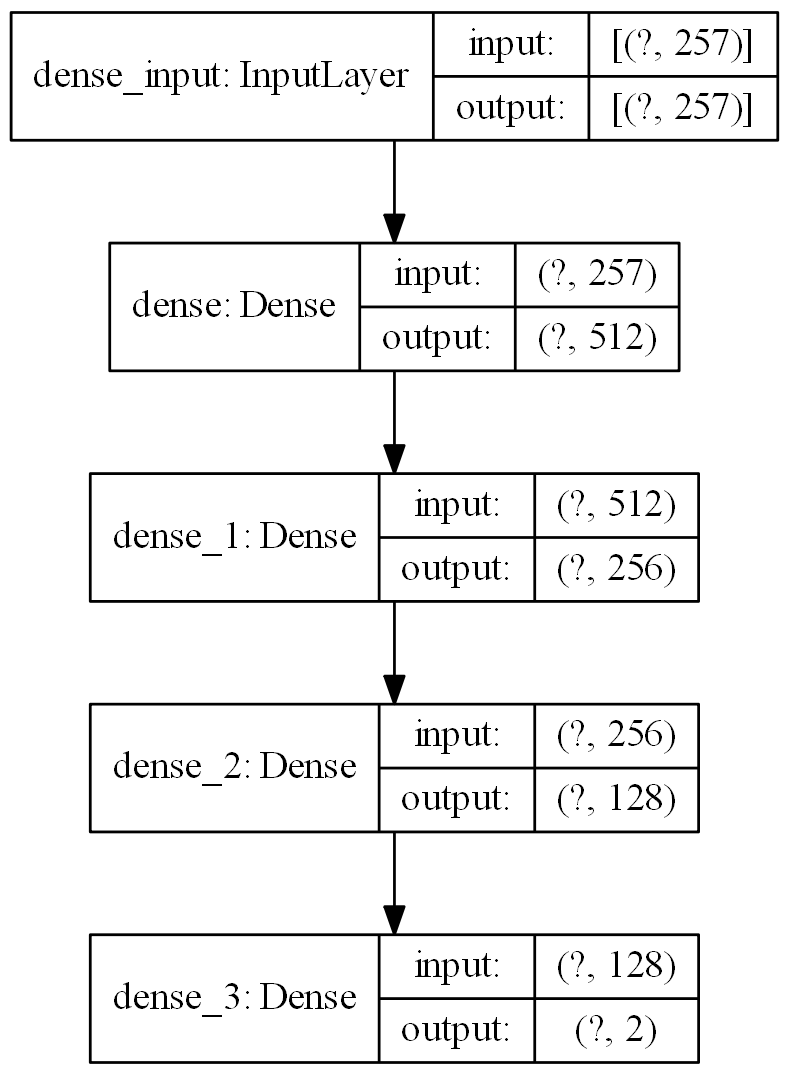 dense_input: InputLayer
input:
[(?, 257)]
output:
[(?, 257)]
dense: Dense
input:
(?, 257)
output:
(?, 512)
dense_1: Dense
input:
(?, 512)
output:
(?, 256)
dense_2: Dense
input:
(?, 256)
output:
(?, 128)
dense_3: Dense
input:
(?, 128)
output:
(?, 2)